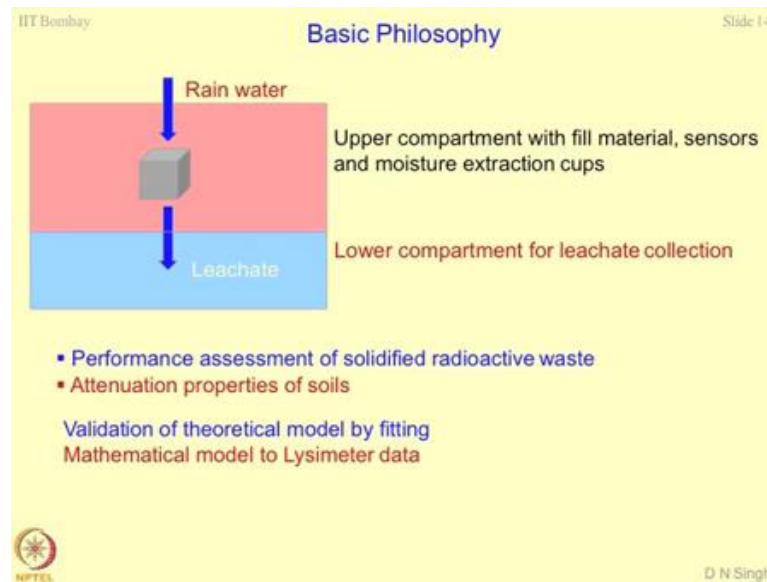 IIT Bombay
Slide 1
Basic Philosophy
Rain water
Upper compartment with fill material, sensors
and moisture extraction cups
Lower compartment for leachate collection
Leachate
▪ Performance assessment of solidified radioactive waste
▪ Attenuation properties of soils
Validation of theoretical model by fitting
Mathematical model to Lysimeter data
NPTEL
D N Singh